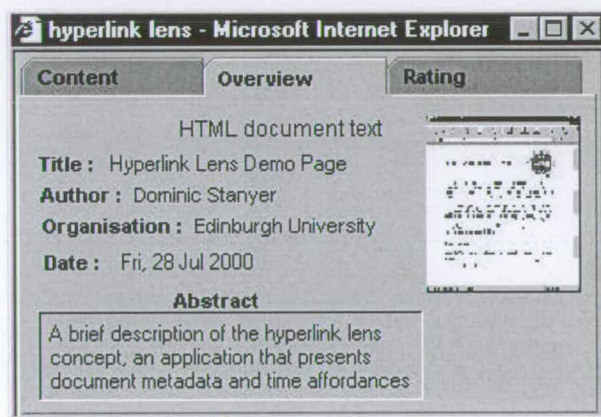 hyperlink lens - Microsoft Internet Explorer
Content Overview Rating
HTML document text
Title : Hyperlink Lens Demo Page
Author : Dominic Stanyer
Organisation : Edinburgh University
Date : Fri, 28 Jul 2000
Abstract
A brief description of the hyperlink lens
concept, an application that presents
document metadata and time affordances